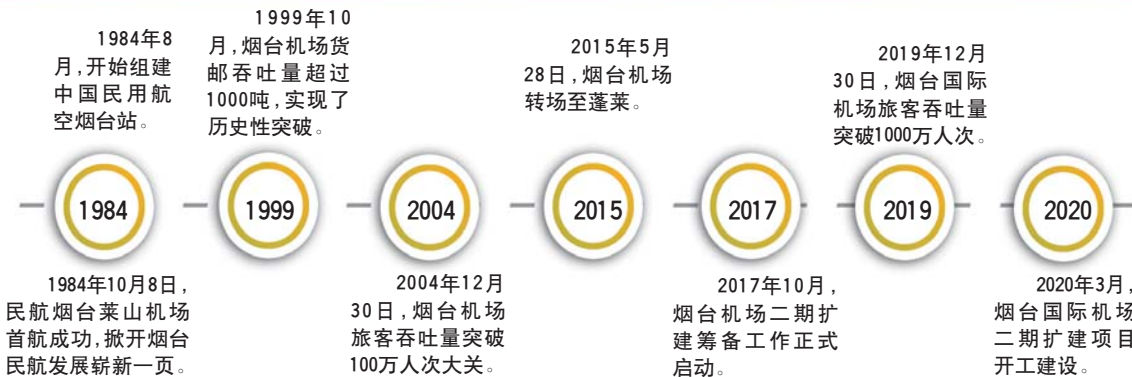 1984年8
月,开始组建
中国民用航
空烟台站。
1984
1984年10月8日,
民航烟台莱山机场
首航成功,掀开烟台
民航发展崭新一页。
1999年10
月,烟台机场货
邮吞吐量超过
1000吨,实现了
历史性突破。
1999
2004
2004年12月
30日,烟台机场
旅客吞吐量突破
100万人次大关。
2015年5月
28日,烟台机场
转场至蓬莱。
2015
2017
2017年10月,
烟台机场二期扩
建筹备工作正式
启动。
2019年12月
30日,烟台国际
机场旅客吞吐量
突破1000万人次。
2019
2020
2020年3月,
烟台国际机场
二期扩建项目
开工建设。